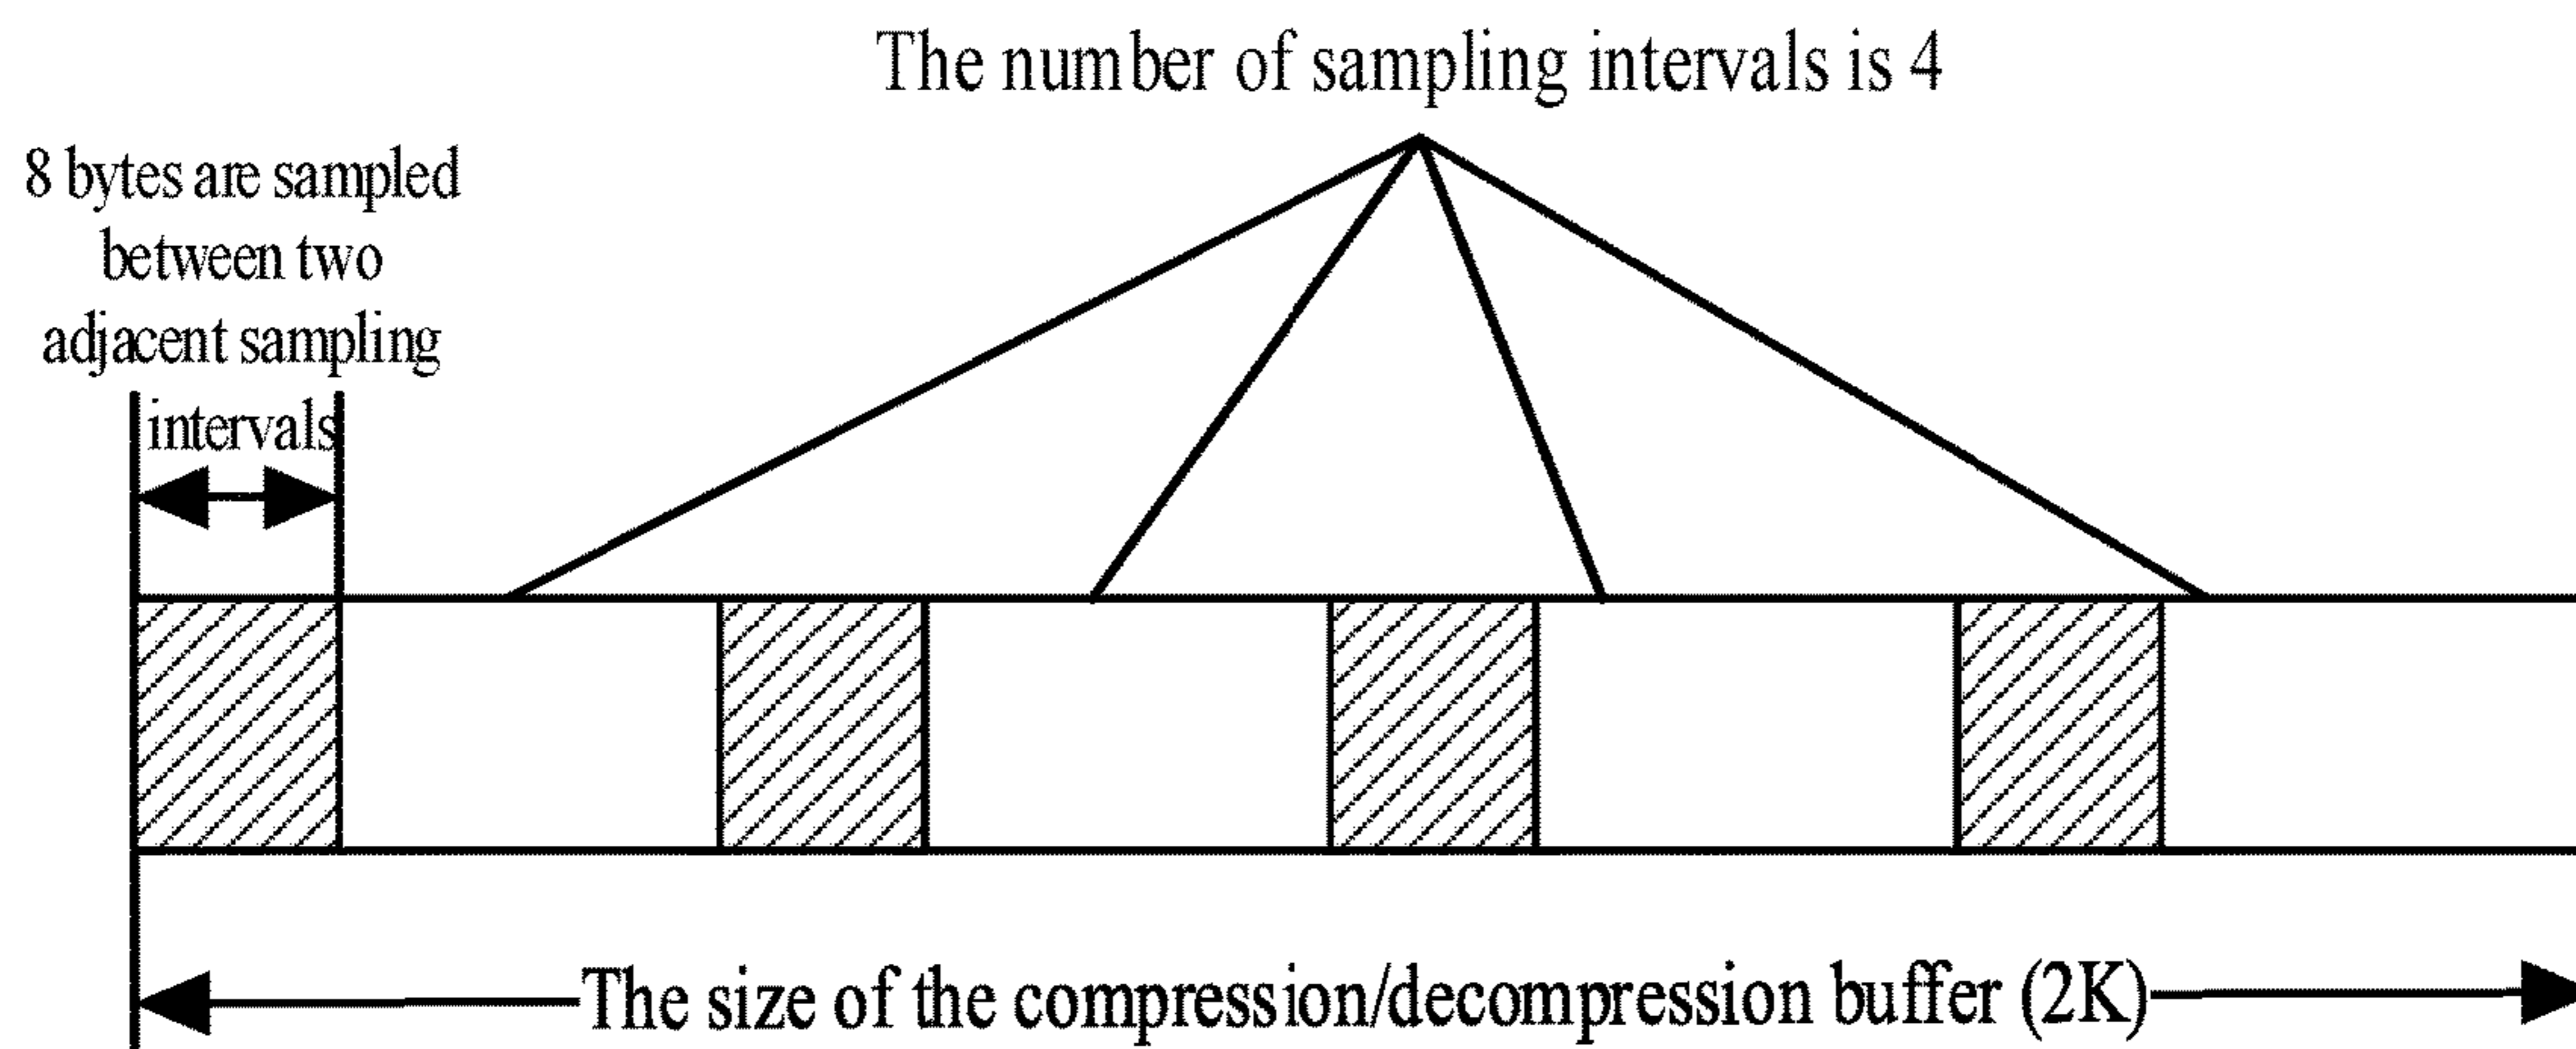 The number of sampling intervals is 4
8 bytes are sampled
between two
adjacent sampling
intervals
The size of the compression/decompression buffer (2K)